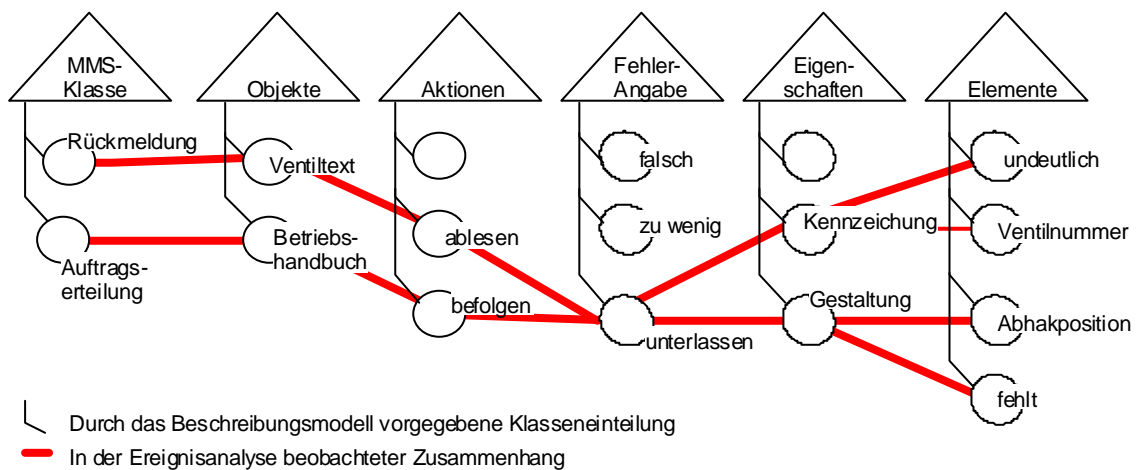 MMS-
Klasse
Objekte
Aktionen
Fehler-
Angabe
Eigen-
schaften
Elemente
Rückmeldung
Ventiltext
falsch
undeutlich
Auftrags-
erteilung
Betriebs-
handbuch
ablesen
zu wenig
Kennzeichung
Ventilnummer
befolgen
unterlassen
Gestaltung
Abhakposition
fehlt
Durch das Beschreibungsmodell vorgegebene Klasseneinteilung
In der Ereignisanalyse beobachteter Zusammenhang